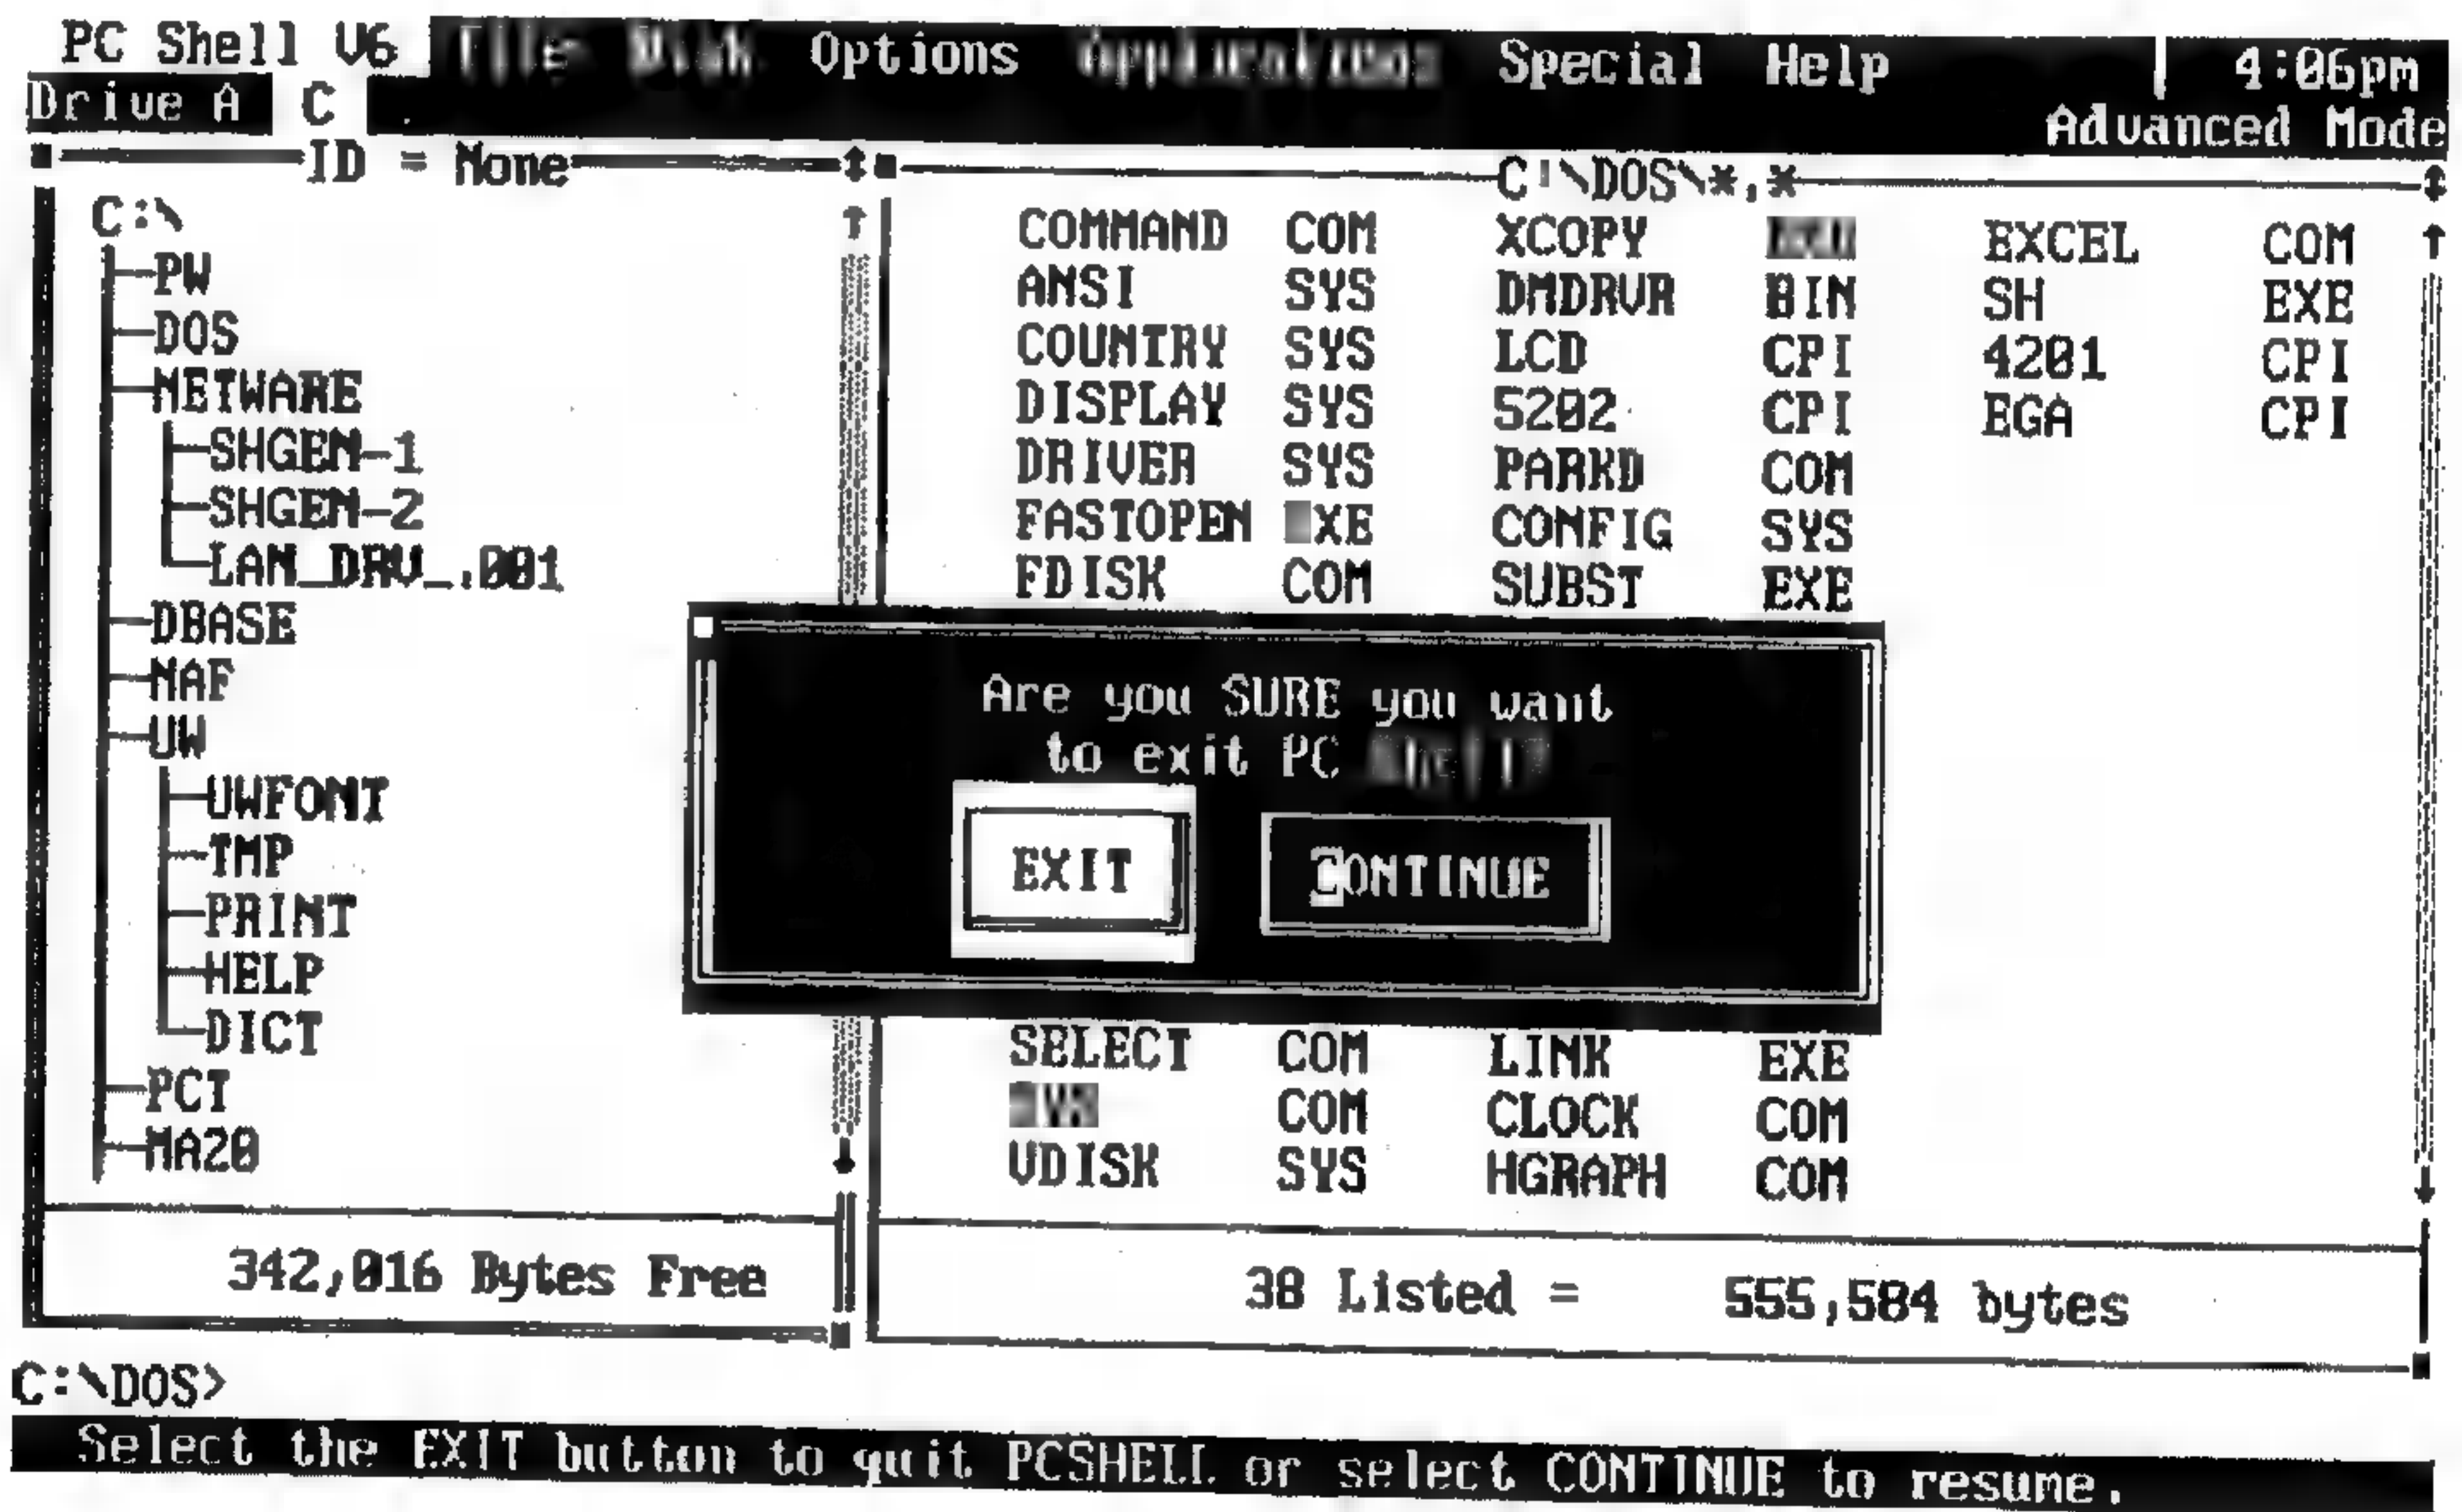 PC Shell V6 Options Special Help 4:06pm
Drive A C Advanced Mode
ID = None
C:\
PW
DOS
NETWARE
SHGEN-1
SHGEN-2
LAN_DRV_.001
DBASE
NAF
UW
UWFONT
TMP
PRINT
HELP
DICT
PCT
MA20
342,016 Bytes Free
C:\DOS\*.*
COMMAND COM XCOPY EXCEL COM
ANSI SYS DMDRVR BIN SH EXE
COUNTRY SYS LCD CPI 4201 CPI
DISPLAY SYS 5202 CPI EGA CPI
DRIVER SYS PARKD COM
FASTOPEN CONFIG SYS
FDISK COM SUBST EXE
Are you SURE you want
to exit PC
EXIT CONTINUE
SELECT COM LINK EXE
COM CLOCK COM
VDISK SYS HGRAPH COM
38 Listed = 555,584 bytes
C:\DOS>
Select the EXIT button to quit PCSHELL or select CONTINUE to resume.